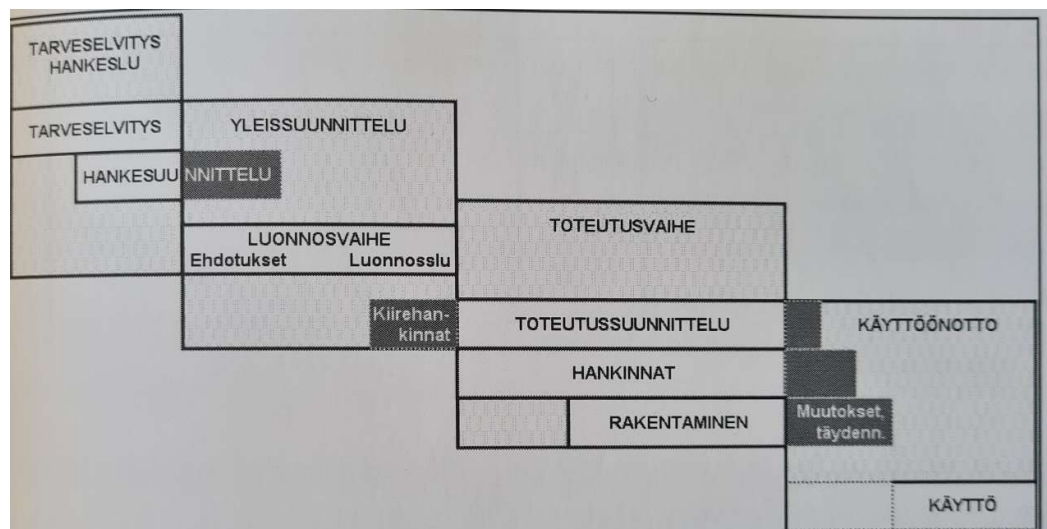 TARVESELVITYS
HANKESLU
TARVESELVITYS
YLEISSUUNNITTELU
HANKESUUNNITTELU
TOTEUTUSVAIHE
LUONNOSVAIHE
Ehdotukset Luonnosslu
Kiirehan-
kinnat
TOTEUTUSSUUNNITTELU
KÄYTTÖÖNOTTO
HANKINNAT
RAKENTAMINEN
Muutokset,
täydenn.
KÄYTTÖ